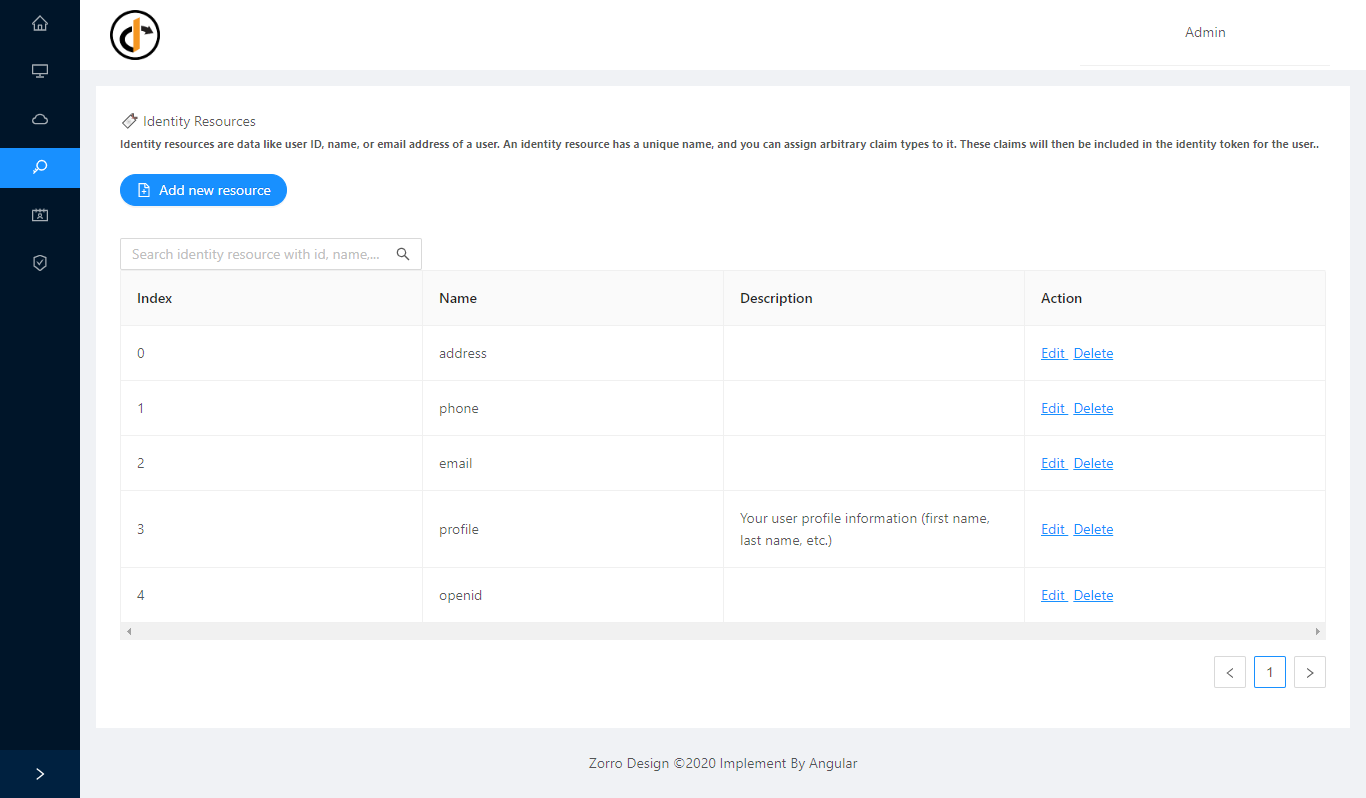 Admin
Identity Resources
Identity resources are data like user ID, name, or email address of a user. An identity resource has a unique name, and you can assign arbitrary claim types to it. These claims will then be included in the identity token for the user..
Add new resource
Search identity resource with id, name,...
Index Name Description Action
0 address Edit Delete
1 phone Edit Delete
2 email Edit Delete
3 profile Your user profile information (first name, last name, etc.) Edit Delete
4 openid Edit Delete
1
Zorro Design ©2020 Implement By Angular